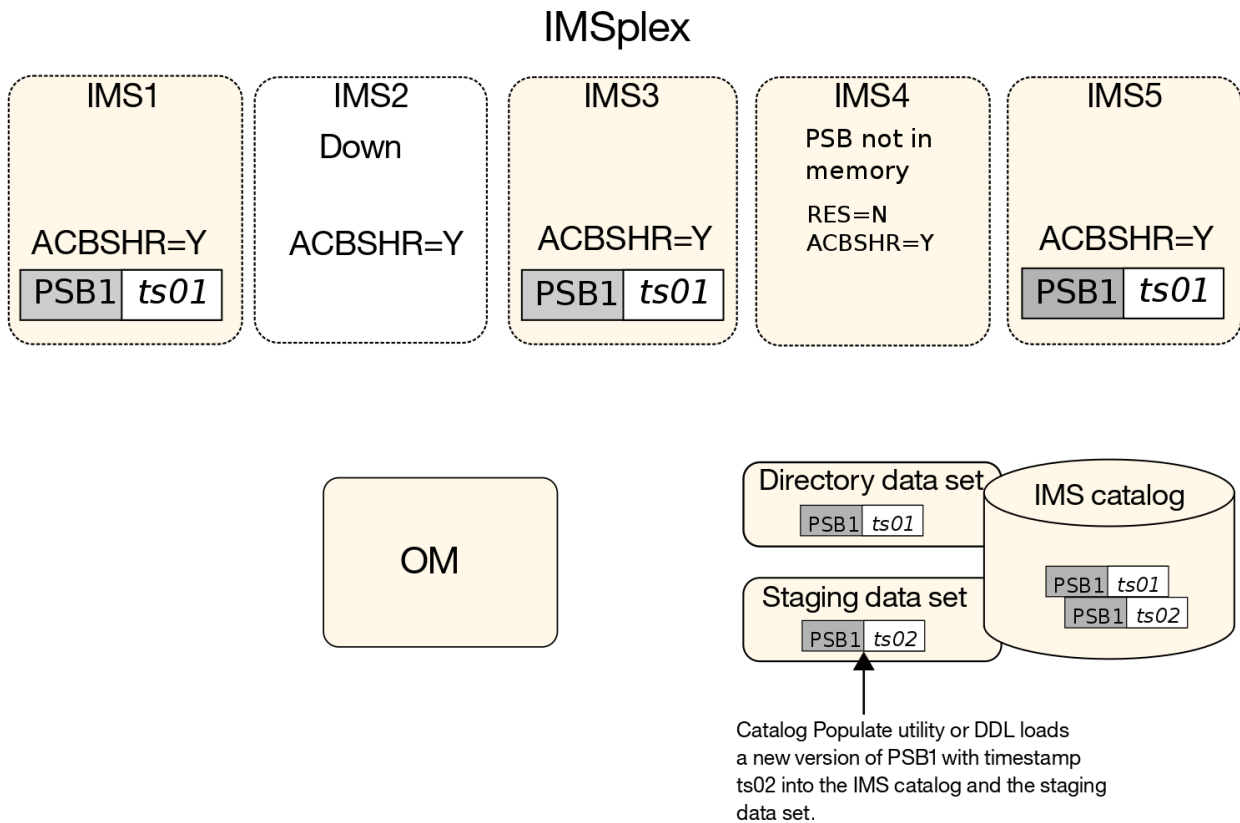 IMSplex
IMS1
ACBSHR=Y
PSB1 ts01
IMS2
Down
ACBSHR=Y
IMS3
ACBSHR=Y
PSB1 ts01
IMS4
PSB not in
memory
RES=N
ACBSHR=Y
IMS5
ACBSHR=Y
PSB1 ts01
OM
Directory data set
PSB1 ts01
Staging data set
PSB1 ts02
IMS catalog
PSB1 ts01
PSB1 ts02
Catalog Populate utility or DDL loads
a new version of PSB1 with timestamp
ts02 into the IMS catalog and the staging
data set.